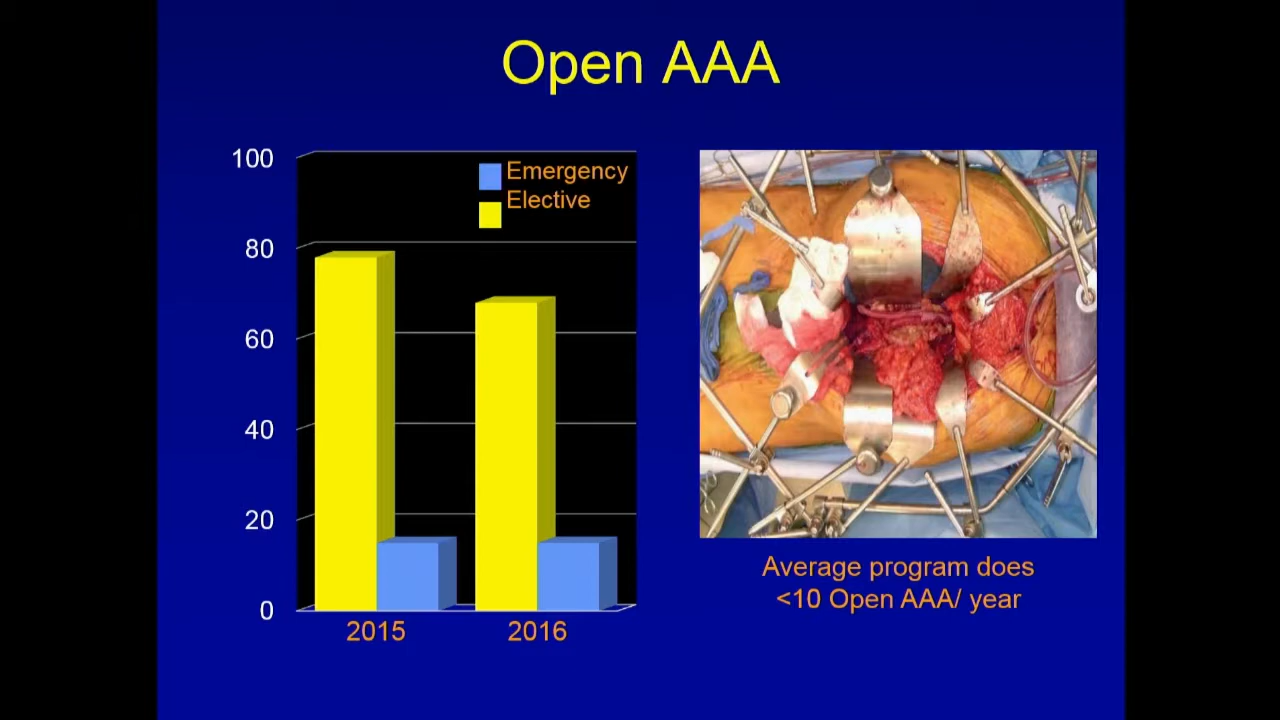 Open AAA
100
80
60
40
20
0
Emergency
Elective
2015
2016
Average program does
<10 Open AAA/ year